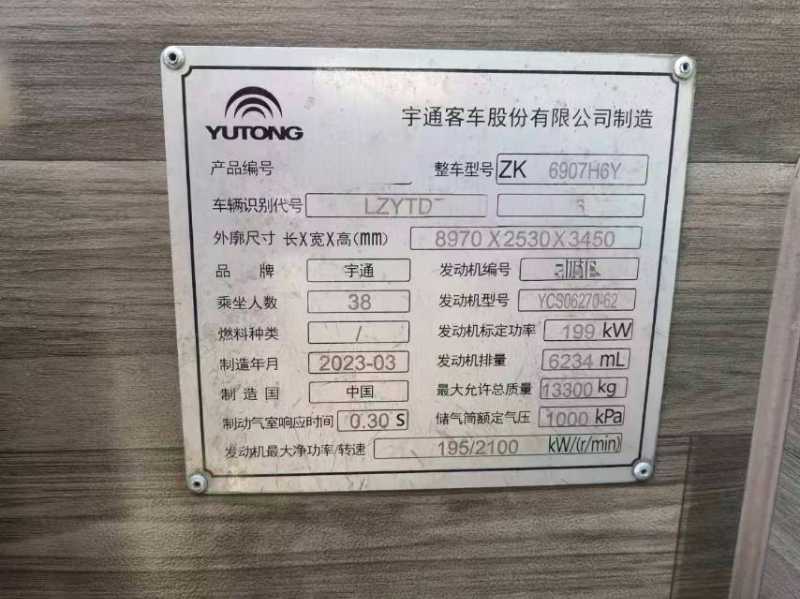 YUTONG 宇通客车股份有限公司制造
产品编号 整车型号 ZK 6907H6Y
车辆识别代号 LZYTD
外廓尺寸 长X宽X高(mm) 8970X2530X3450
品牌 宇通 发动机编号
乘坐人数 38 发动机型号 YCS06270-62
燃料种类 / 发动机标定功率 199 kW
制造年月 2023-03 发动机排量 6234 mL
制造国 中国 最大允许总质量 13300 kg
制动气室响应时间 0.30 S 储气筒额定气压 1000 kPa
发动机最大净功率/转速 195/2100 kW/(r/min)